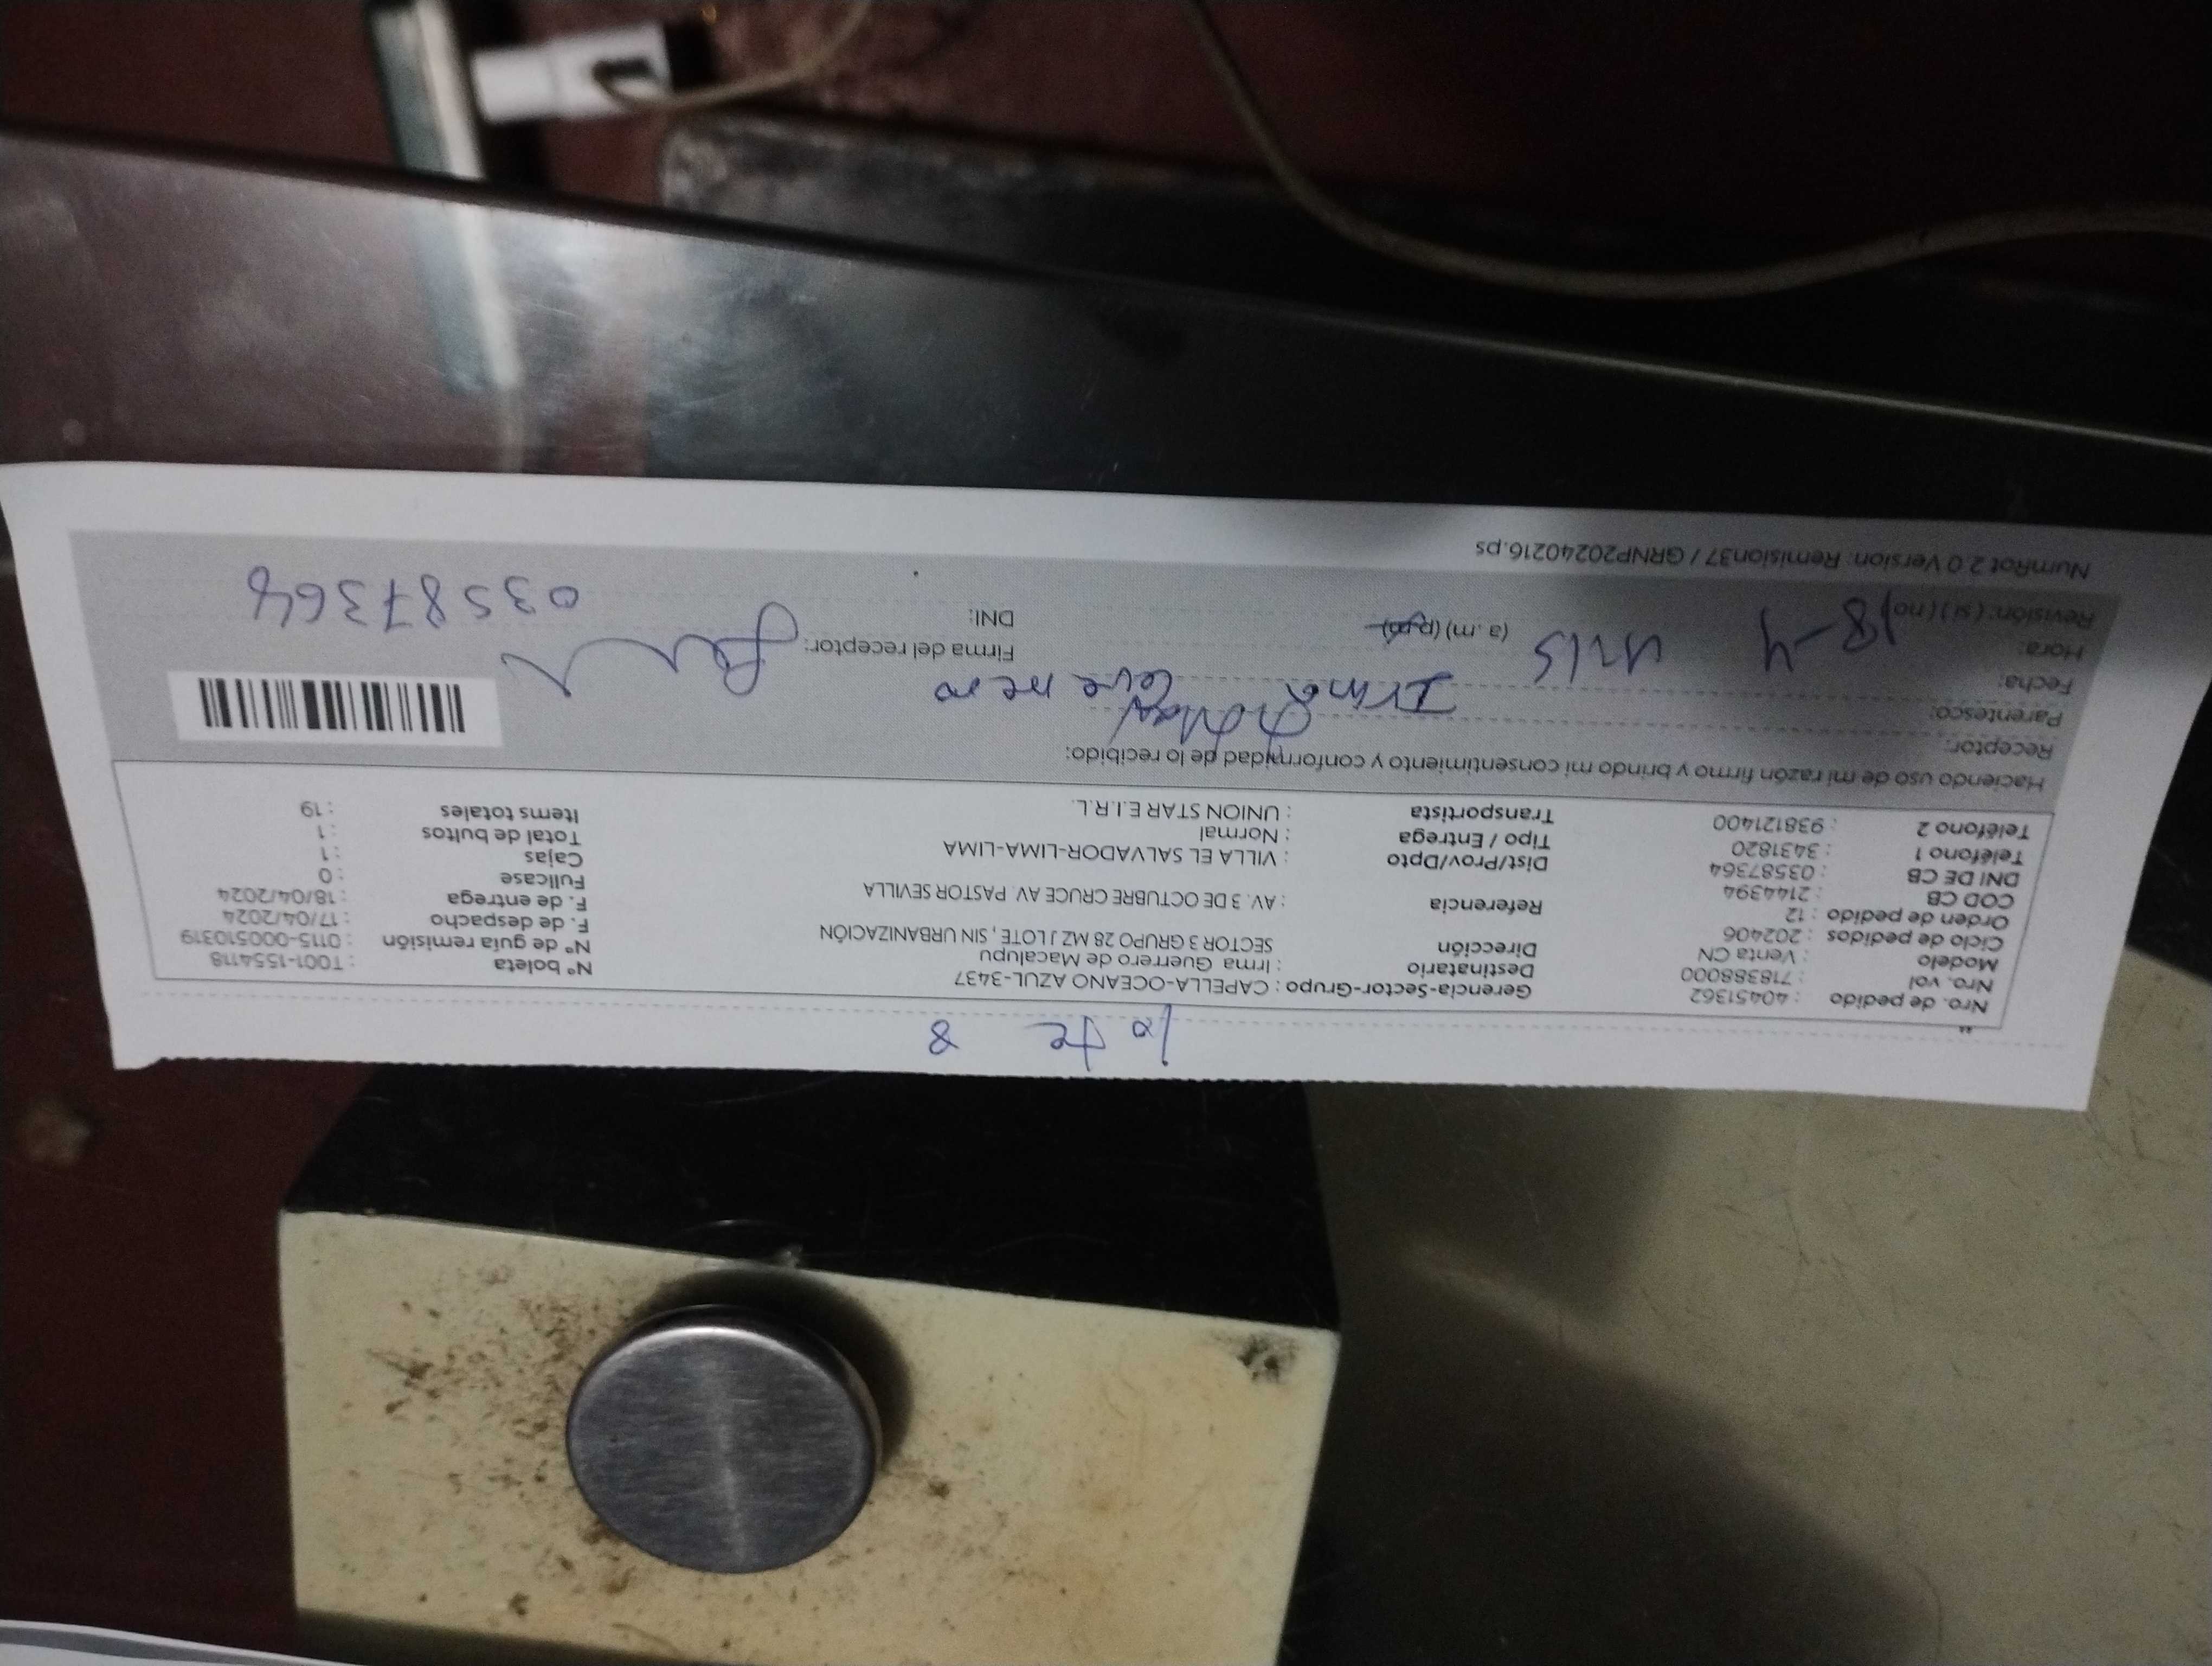 lote 8
**
Nro. de pedido : 40451362
Nro. vol : 718388000
Modelo : Venta CN
Ciclo de pedidos : 202406
Orden de pedido : 12
COD CB : 2144394
DNI DE CB : 03587364
Teléfono 1 : 3431820
Teléfono 2 : 938121400
Gerencia-Sector-Grupo : CAPELLA-OCEANO AZUL-3437
Destinatario : Irma Guerrero de Macalupu
Dirección SECTOR 3 GRUPO 28 MZ J LOTE , SIN URBANIZACIÓN
Referencia : AV. 3 DE OCTUBRE CRUCE AV. PASTOR SEVILLA
Dist/Prov/Dpto : VILLA EL SALVADOR-LIMA-LIMA
Tipo / Entrega : Normal
Transportista : UNION STAR E.I.R.L.
N° boleta : T001-1554118
N° de guía remisión : 0115-000510319
F. de despacho : 17/04/2024
F. de entrega : 18/04/2024
Fullcase : 0
Cajas : 1
Total de bultos : 1
Items totales : 19
Haciendo uso de mi razón firmo y brindo mi consentimiento y conformidad de lo recibido:
Receptor:
Parentesco: Irma
Fecha: 18-4
Hora: (a.m) (p.m)
Revisión: ( si ) ( no )
Firma del receptor:
DNI: 03587364
NumRot 2.0 Version: Remision37 / GRNP20240216.ps